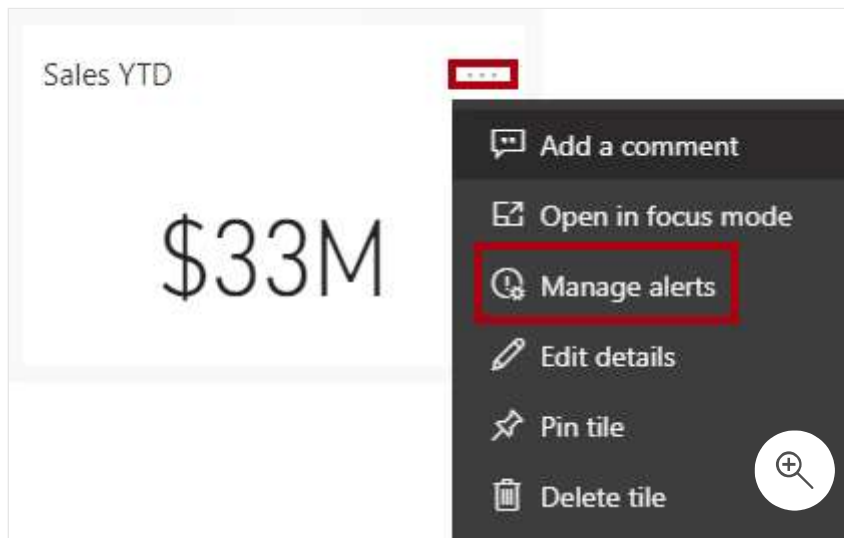 Sales YTD
$33M
Add a comment
Open in focus mode
Manage alerts
Edit details
Pin tile
Delete tile